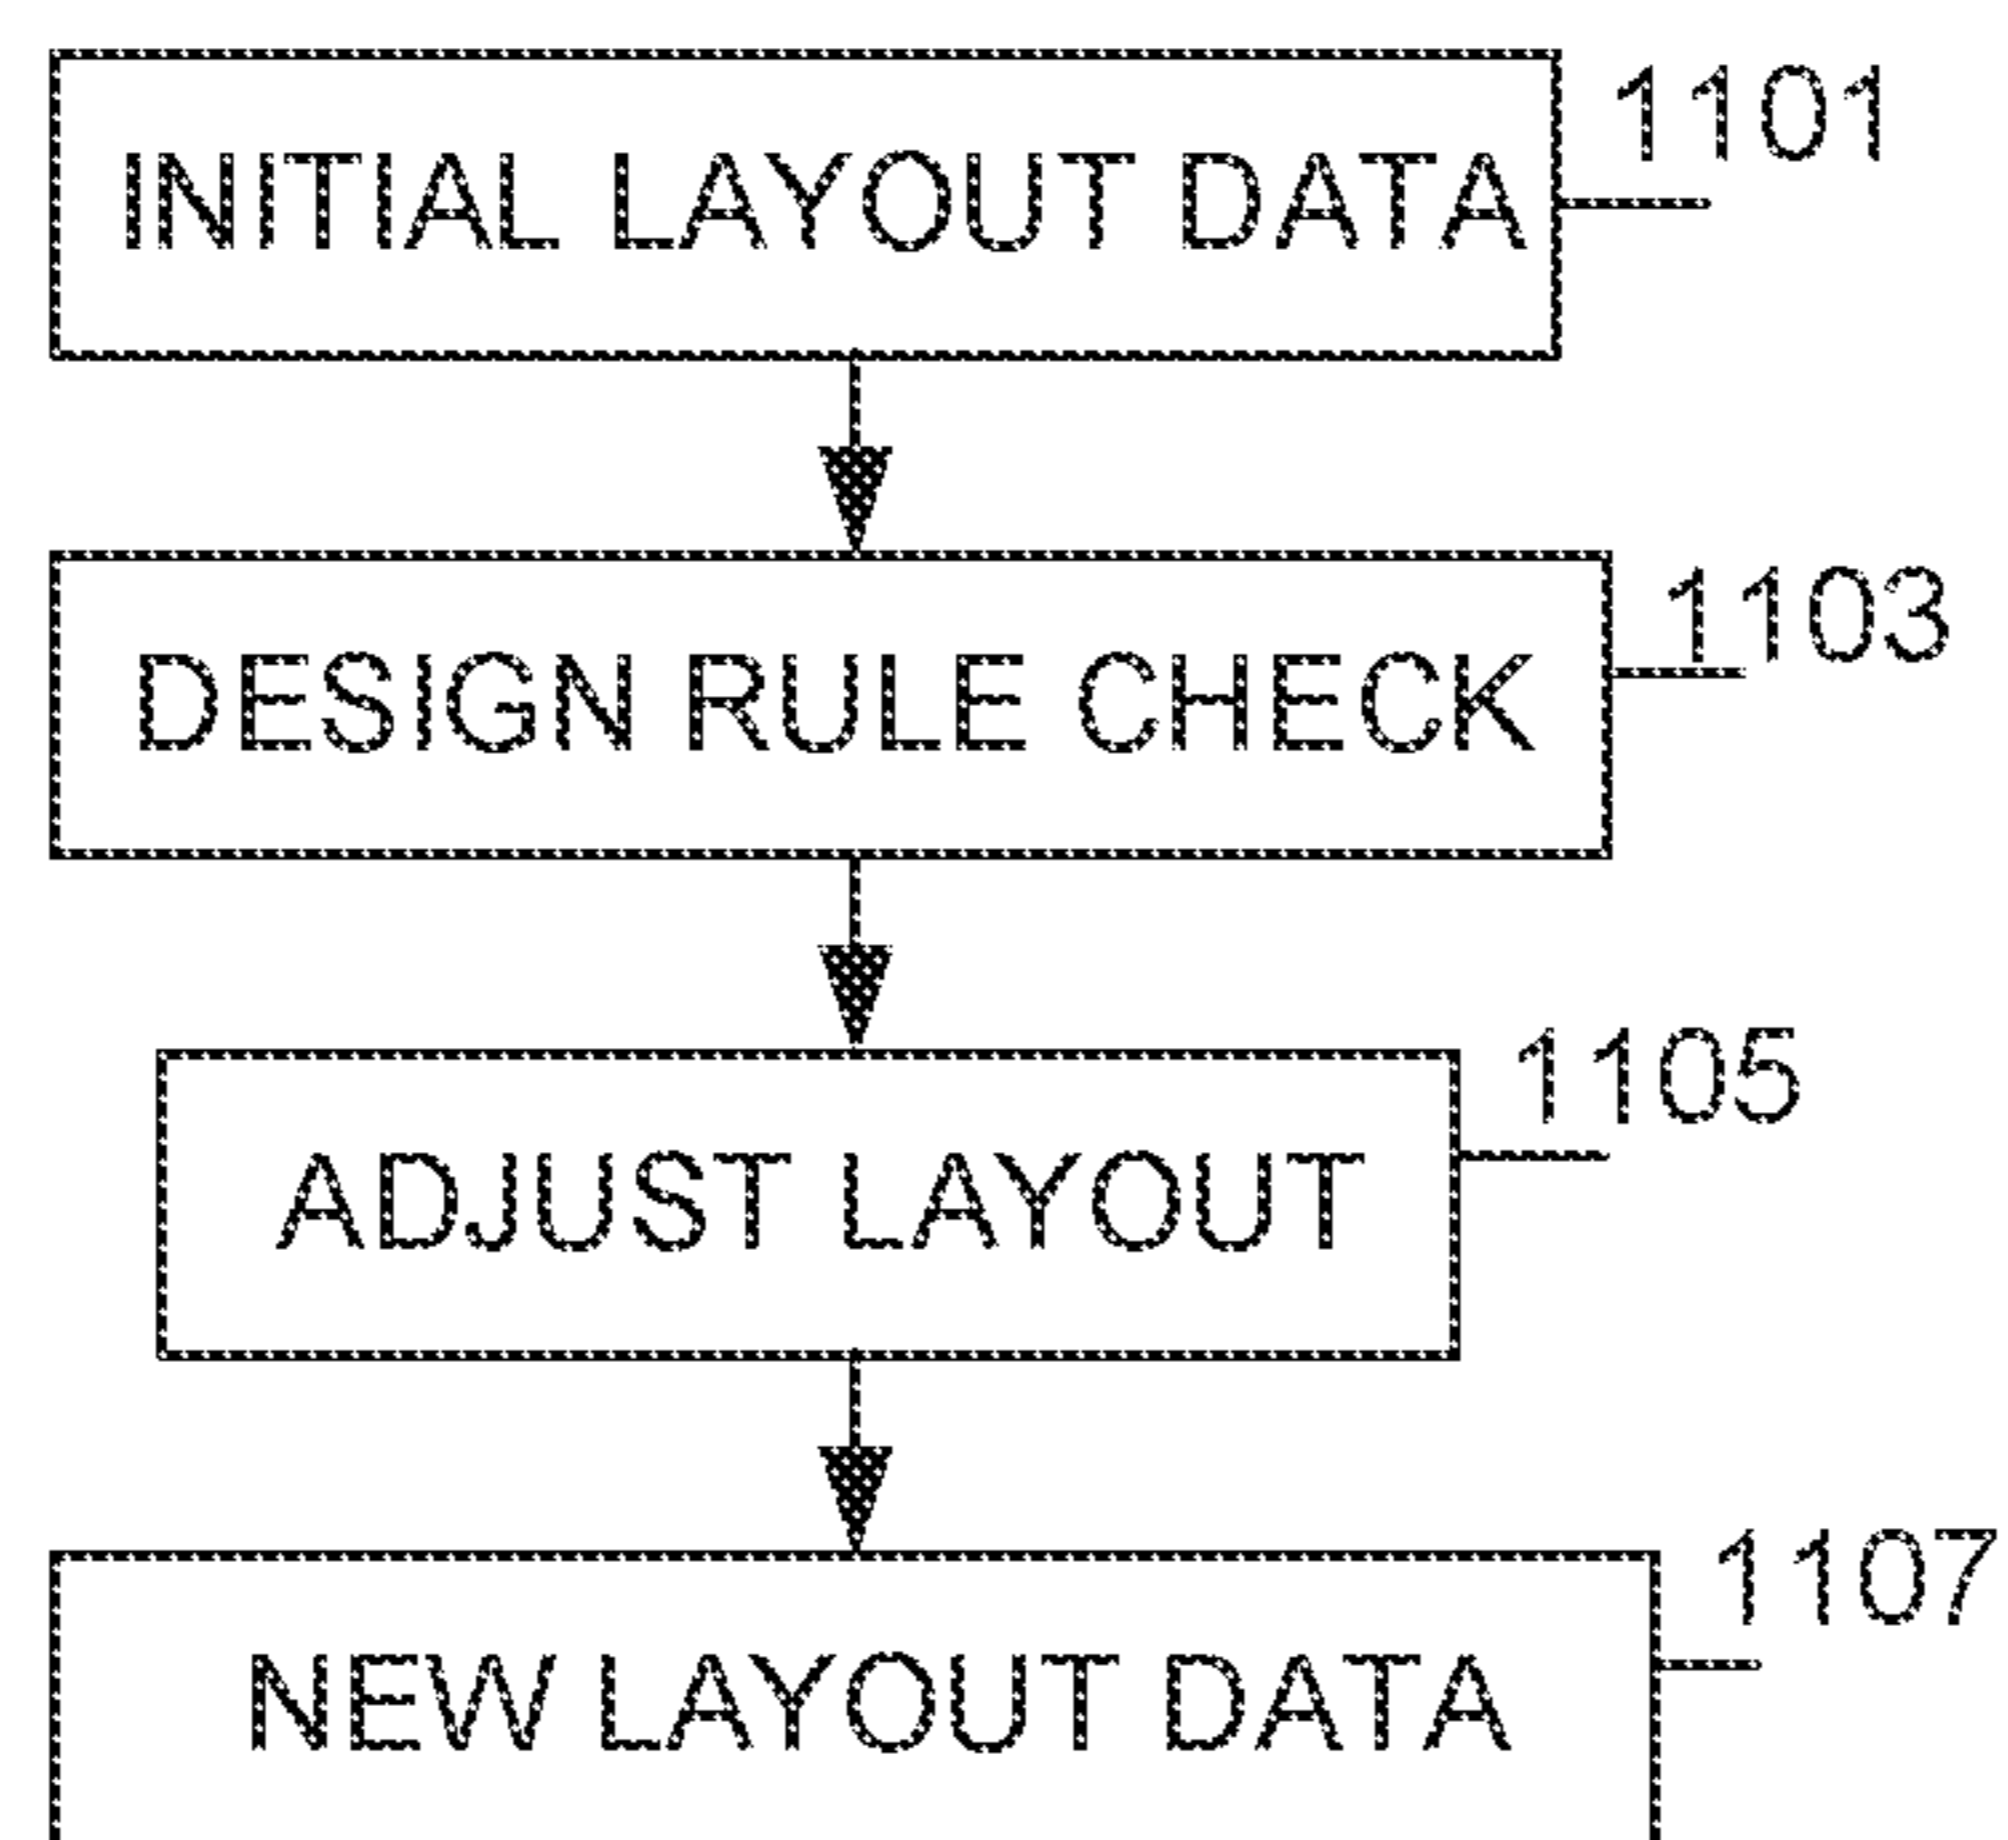 1101
INITIAL LAYOUT DATA
1103
DESIGN RULE CHECK
1105
ADJUST LAYOUT
1107
NEW LAYOUT DATA